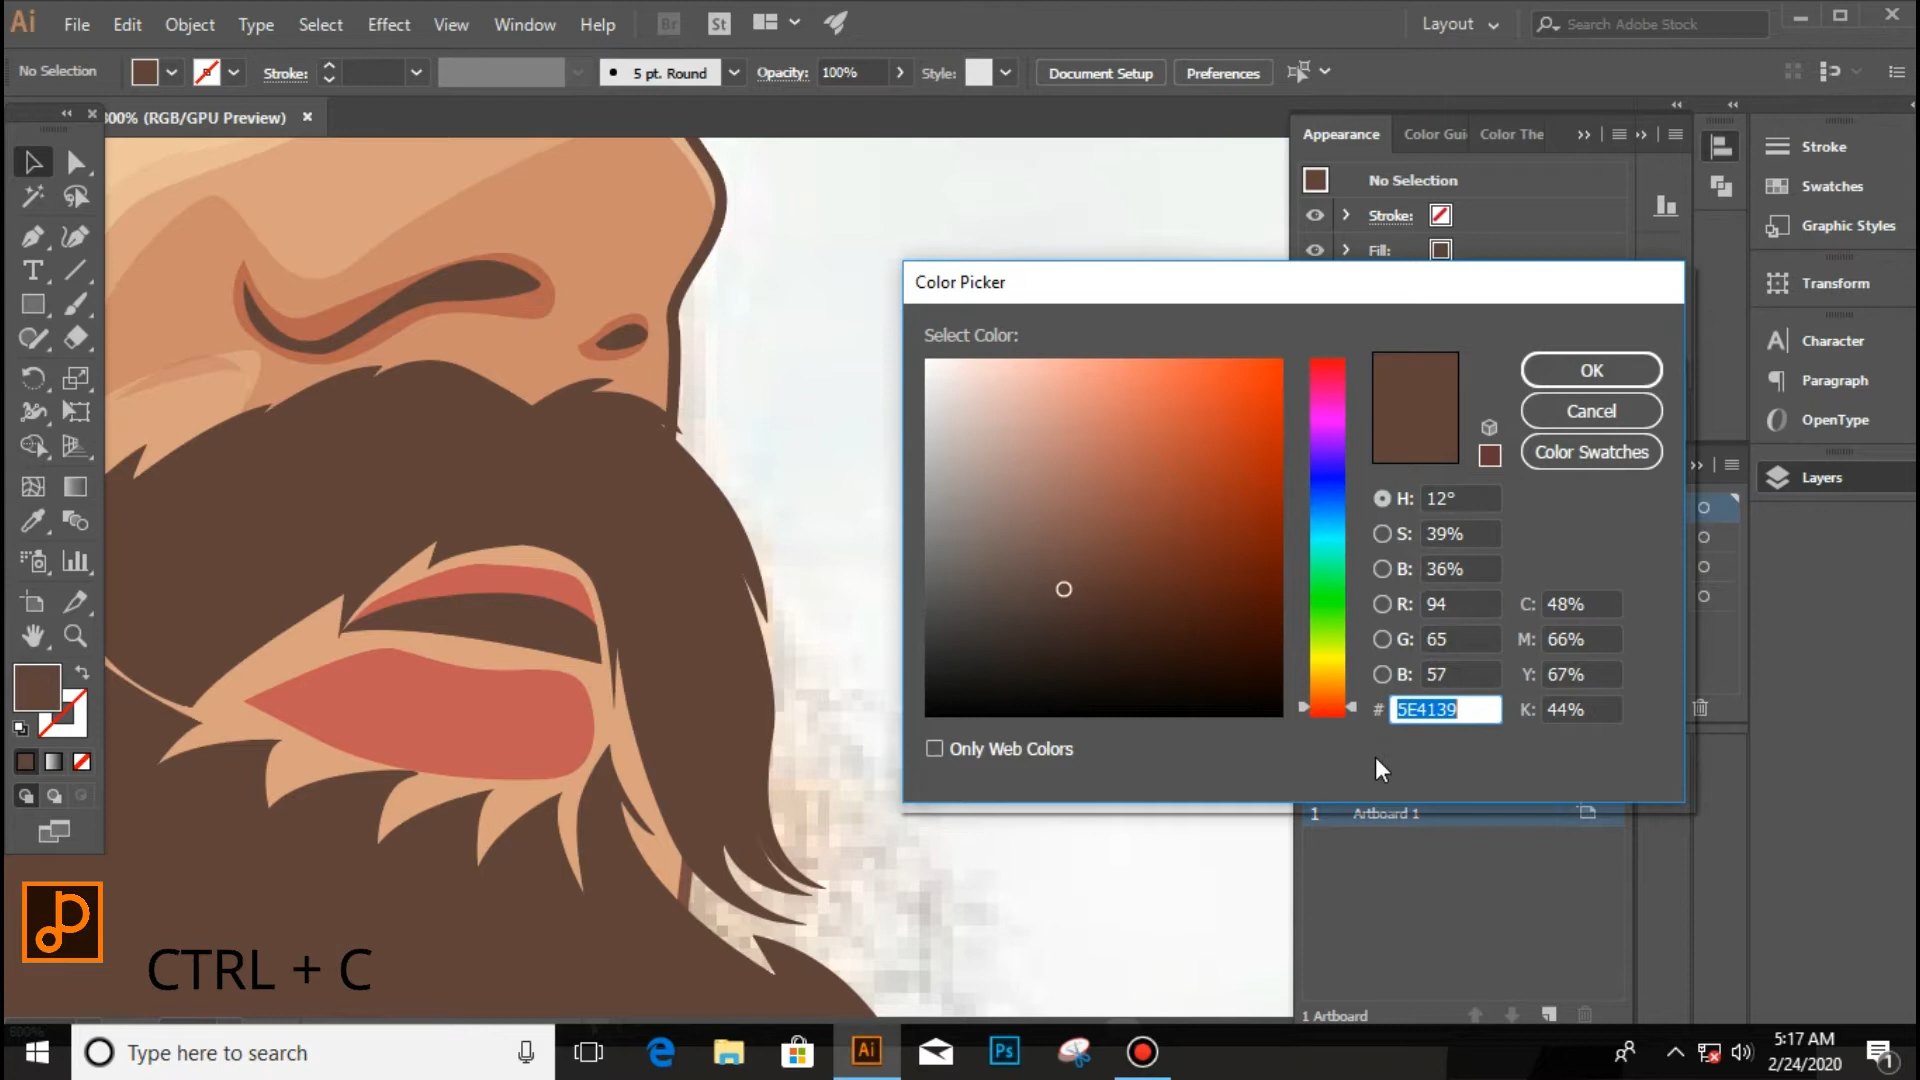 Ai File Edit Object Type Select Effect View Window Help Br St Layout Search Adobe Stock
No Selection Stroke: 5 pt. Round Opacity: 100% Style: Document Setup Preferences
00% (RGB/GPU Preview)
Appearance Color Gui Color The
No Selection
Stroke:
Fill:
Stroke
Swatches
Graphic Styles
Transform
Character
Paragraph
OpenType
Layers
Color Picker
Select Color:
OK
Cancel
Color Swatches
H: 12°
S: 39%
B: 36%
R: 94 C: 48%
G: 65 M: 66%
B: 57 Y: 67%
# 5E4139 K: 44%
Only Web Colors
1 Artboard 1
1 Artboard
CTRL + C
Type here to search
Ai
Ps
5:17 AM
2/24/2020
1